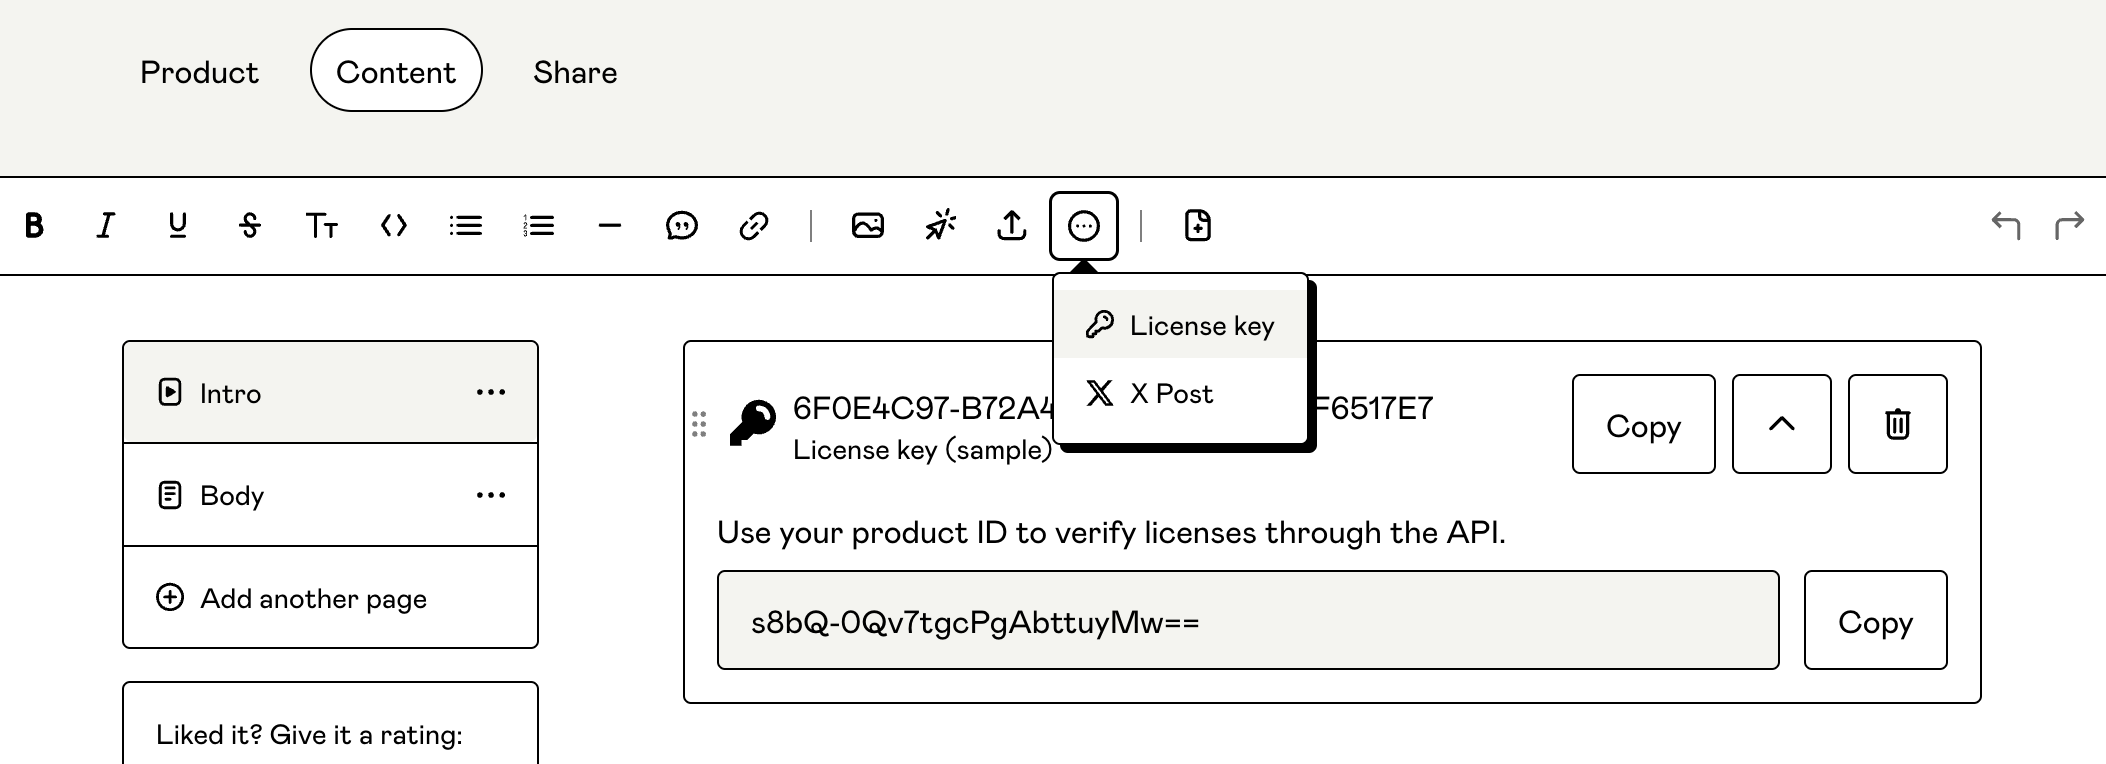 Product Content Share
License key
X Post
Intro
Body
Add another page
Liked it? Give it a rating:
6F0E4C97-B72A4 F6517E7
License key (sample)
Copy
Use your product ID to verify licenses through the API.
s8bQ-0Qv7tgcPgAbttuyMw==
Copy